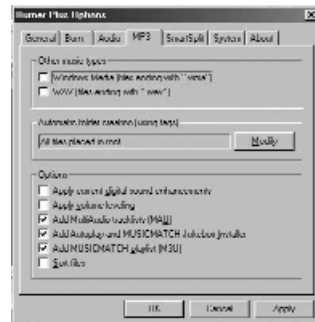 Burner Plus Options
General Burn Audio MP3 SmartSplit System About
Other music types
Windows Media (files ending with ".wma")
WAV (files ending with ".wav")
Automatic folder creation (using tags)
All files placed in root
Modify
Options
Apply current digital sound enhancements
Apply volume leveling
Add MultiAudio tracklists (MAU)
Add Autoplay and MUSICMATCH Jukebox Installer
Add MUSICMATCH playlist (M3U)
Sort files
OK Cancel Apply